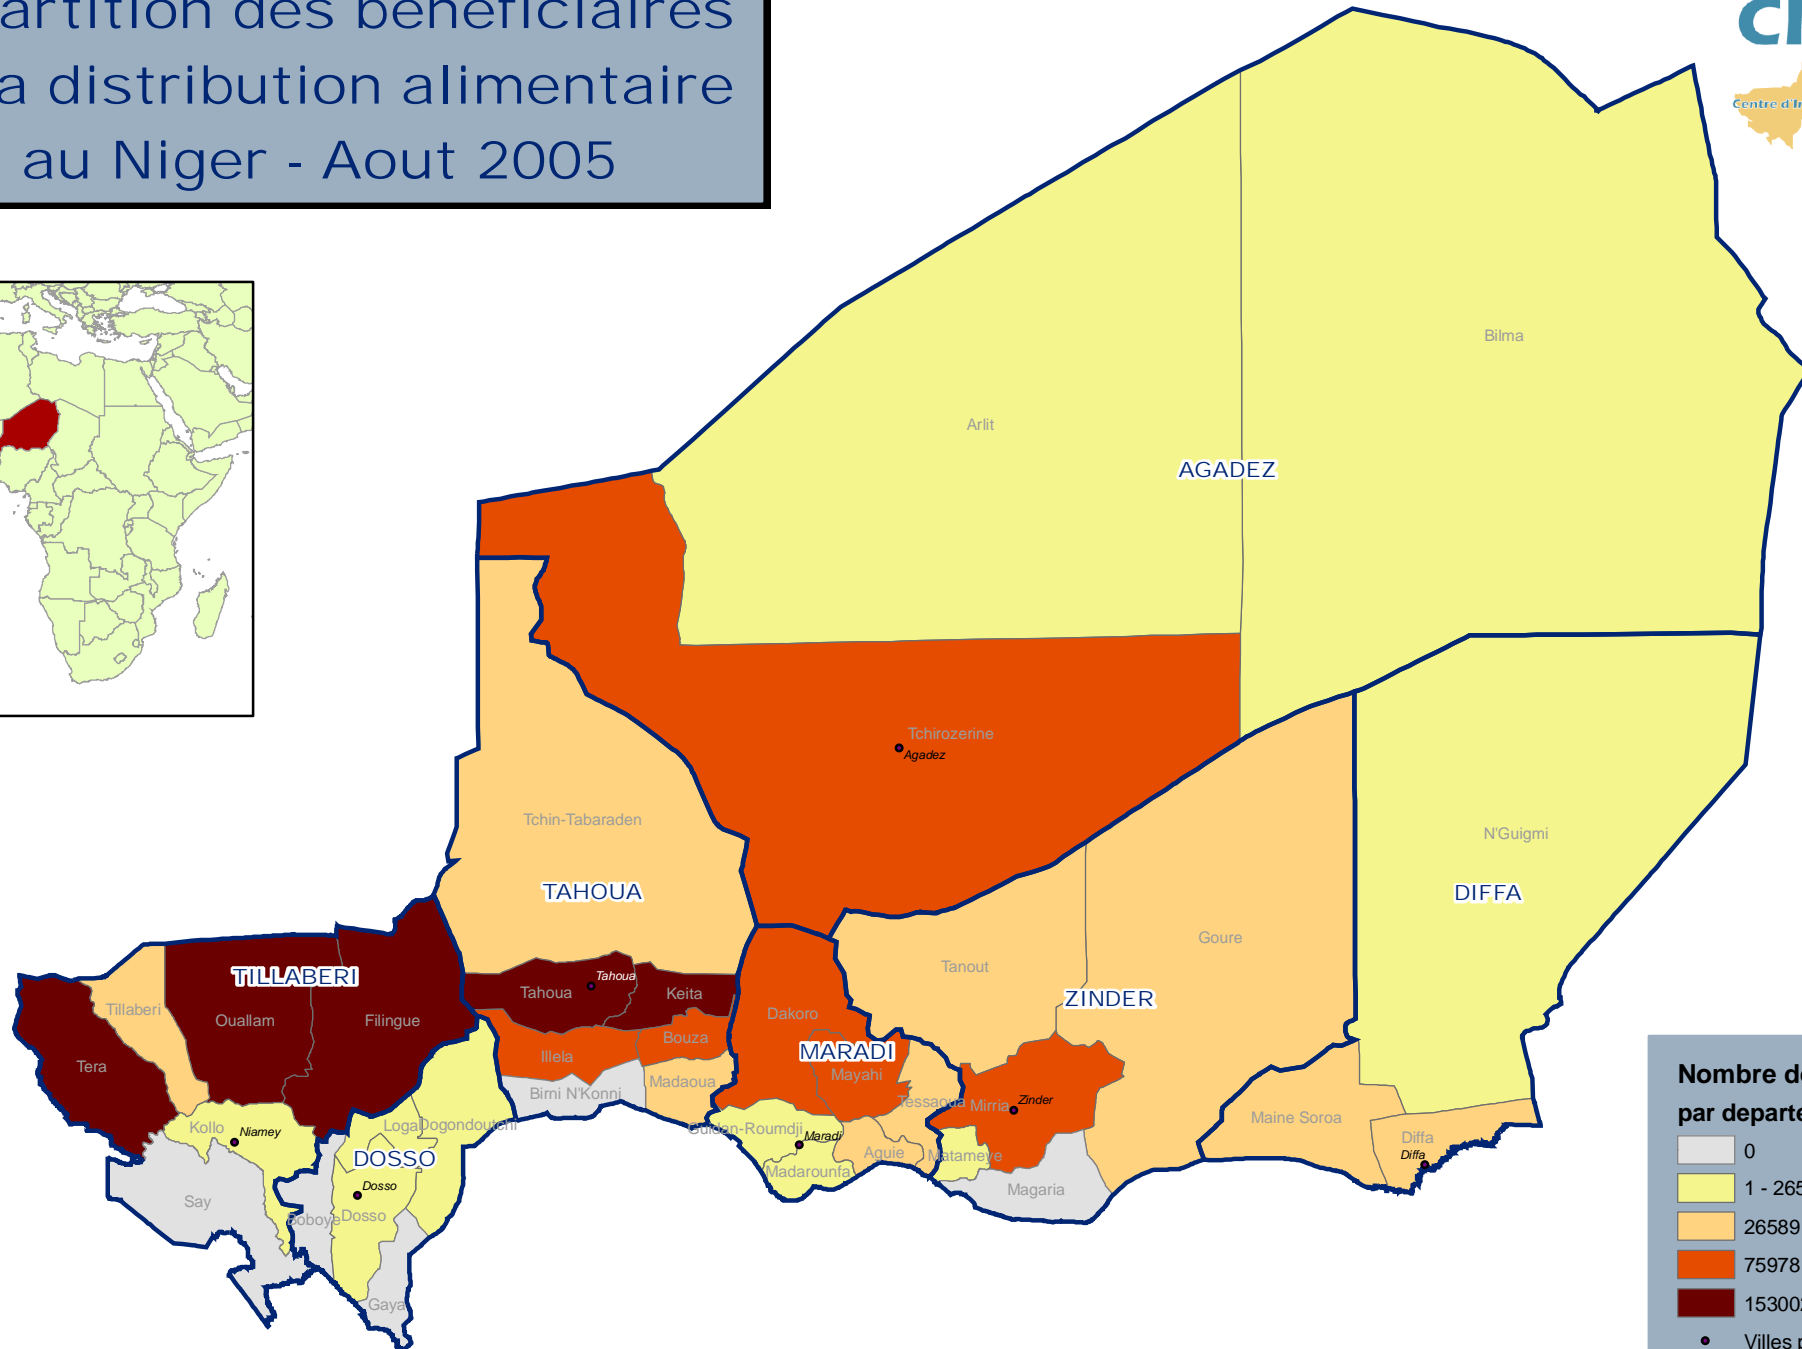 artition des beneficiaires
a distribution alimentaire
au Niger - Aout 2005
Centre d'I
Bilma
Arlit
AGADEZ
Tchirozerine
Agadez
Tchin-Tabaraden
N'Guigmi
TAHOUA
DIFFA
Goure
Tanout
TILLABERI
Tahoua
Tahoua
Keita
ZINDER
Tillaberi
Ouallam
Filingue
Dakoro
Bouza
MARADI
Illela
Tera
Mayahi
Madaoua
Birni N'Konni
Tessaoua
Mirria
Zinder
Maine Soroa
Kollo
Niamey
Loga
Dogondoutchi
Guidan-Roumdji
Maradi
Diffa
Diffa
Aguie
Matameye
DOSSO
Madarounfa
Dosso
Magaria
Say
Boboye
Dosso
Gaya
Nombre d
par departe
0
1 - 265
26589
75978
15300
Villes p